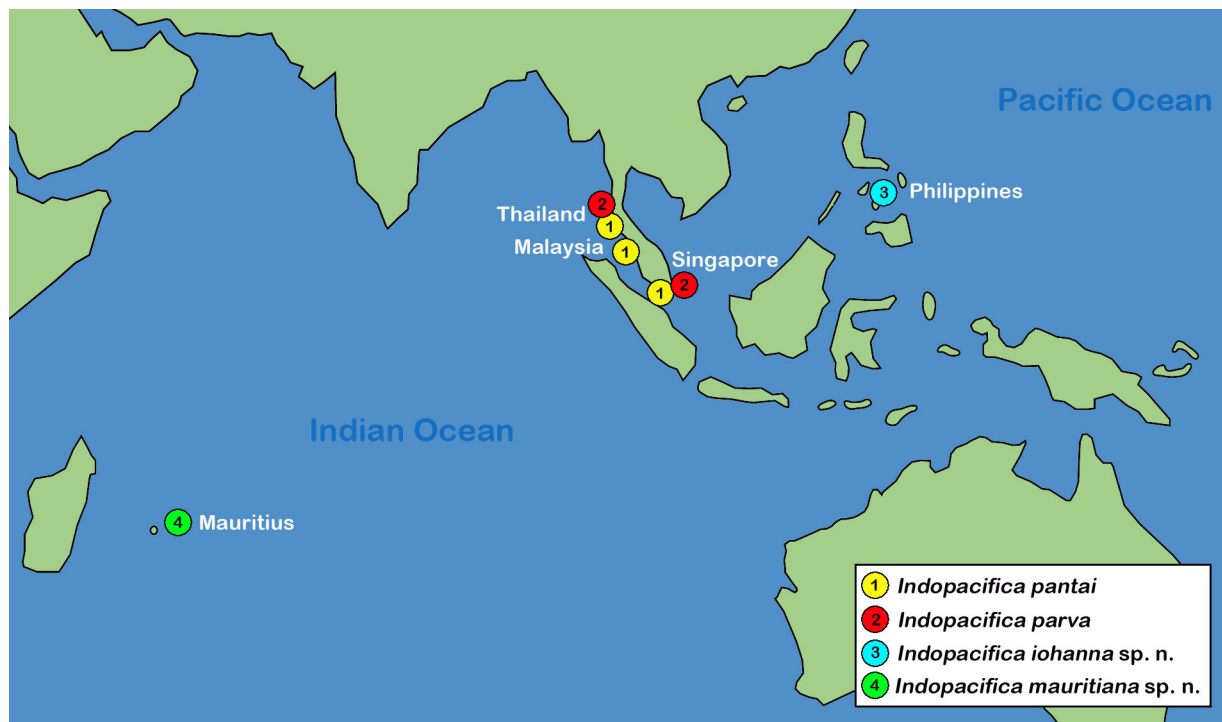 Pacific Ocean
3 Philippines
2
Thailand
1
Malaysia 1
Singapore
1 2
Indian Ocean
4 Mauritius
1 Indopacifica pantai
2 Indopacifica parva
3 Indopacifica iohanna sp. n.
4 Indopacifica mauritiana sp. n.